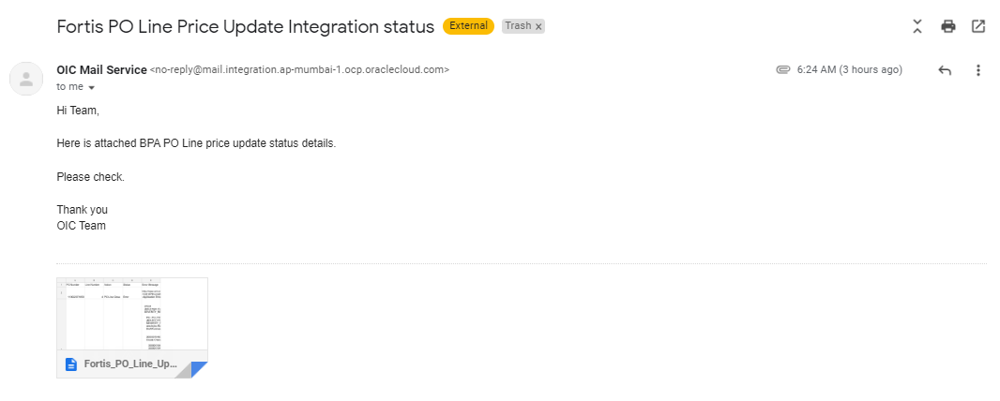 Fortis PO Line Price Update Integration status External Trash x
OIC Mail Service <no-reply@mail.integration.ap-mumbai-1.ocp.oraclecloud.com> 6:24 AM (3 hours ago)
to me
Hi Team,
Here is attached BPA PO Line price update status details.
Please check.
Thank you
OIC Team
Fortis_PO_Line_Up...